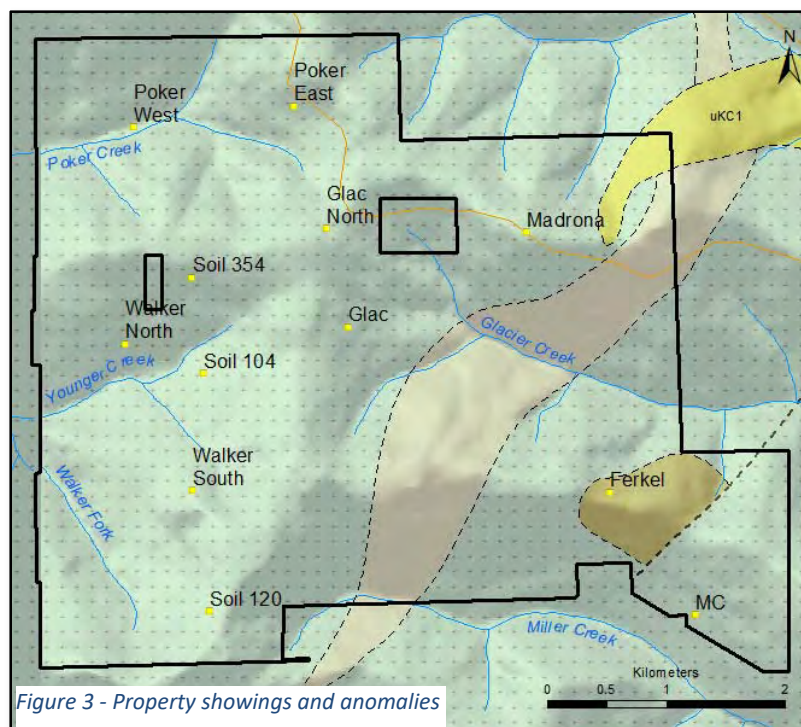 N
uKC1
Poker
East
Poker
West
Poker Creek
Glac
North
Madrona
Soil 354
Walker
North
Glac
Glacier Creek
Younger Creek
Soil 104
Walker
South
Walker Fork
Ferkel
Soil 120
MC
Miller Creek
Kilometers
0 0.5 1 2
Figure 3 - Property showings and anomalies